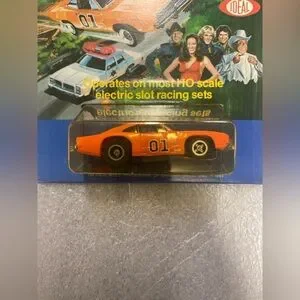 01
IDEAL
Operates on most HO scale
electric slot racing sets
01